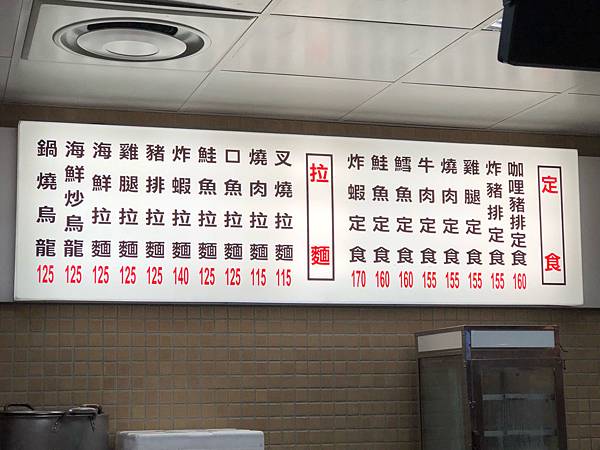 定食
咖哩豬排定食 160
炸豬排定食 155
雞腿定食 155
燒肉定食 155
牛肉定食 155
鱈魚定食 160
鮭魚定食 160
炸蝦定食 170
拉麵
叉燒拉麵 115
燒肉拉麵 115
口魚拉麵 125
鮭魚拉麵 125
炸蝦拉麵 140
豬排拉麵 125
雞腿拉麵 125
海鮮拉麵 125
海鮮炒烏龍 125
鍋燒烏龍 125